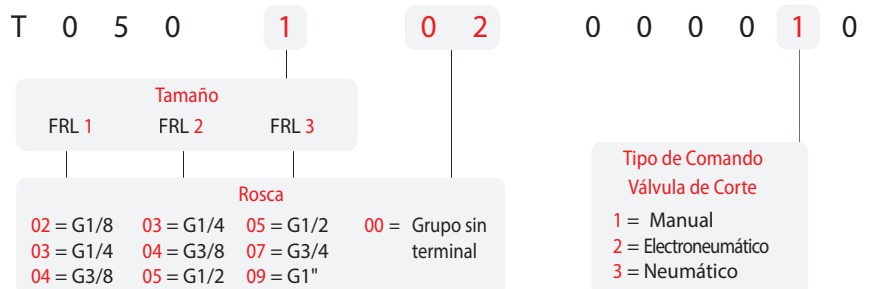 T 0 5 0 1 0 2 0 0 0 0 1 0
Tamaño
FRL 1 FRL 2 FRL 3
Rosca
02 = G1/8 03 = G1/4 05 = G1/2 00 = Grupo sin
03 = G1/4 04 = G3/8 07 = G3/4 terminal
04 = G3/8 05 = G1/2 09 = G1"
Tipo de Comando
Válvula de Corte
1 = Manual
2 = Electroneumático
3 = Neumático